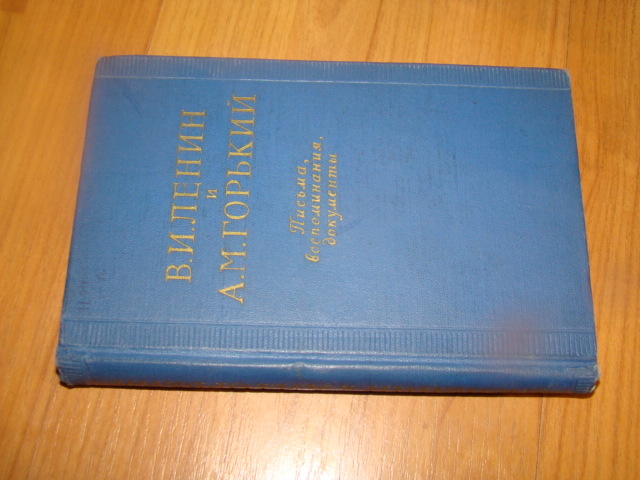 В.И.ЛЕНИН
и
А.М.ГОРЬКИЙ
Письма,
воспоминания,
документы